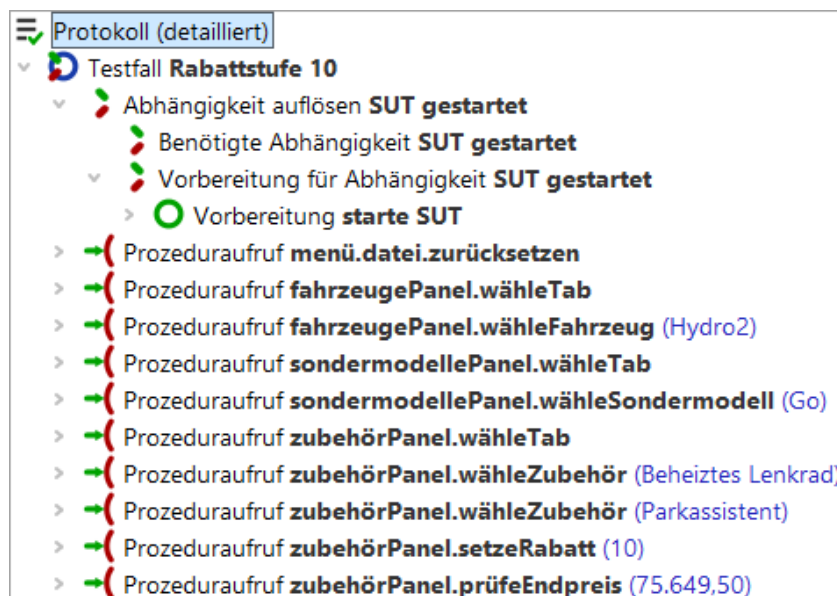 Protokoll (detailliert)
Testfall Rabattstufe 10
Abhängigkeit auflösen SUT gestartet
Benötigte Abhängigkeit SUT gestartet
Vorbereitung für Abhängigkeit SUT gestartet
Vorbereitung starte SUT
Prozeduraufruf menü.datei.zurücksetzen
Prozeduraufruf fahrzeugePanel.wähleTab
Prozeduraufruf fahrzeugePanel.wähleFahrzeug (Hydro2)
Prozeduraufruf sondermodellePanel.wähleTab
Prozeduraufruf sondermodellePanel.wähleSondermodell (Go)
Prozeduraufruf zubehörPanel.wähleTab
Prozeduraufruf zubehörPanel.wähleZubehör (Beheiztes Lenkrad)
Prozeduraufruf zubehörPanel.wähleZubehör (Parkassistent)
Prozeduraufruf zubehörPanel.setzeRabatt (10)
Prozeduraufruf zubehörPanel.prüfeEndpreis (75.649,50)